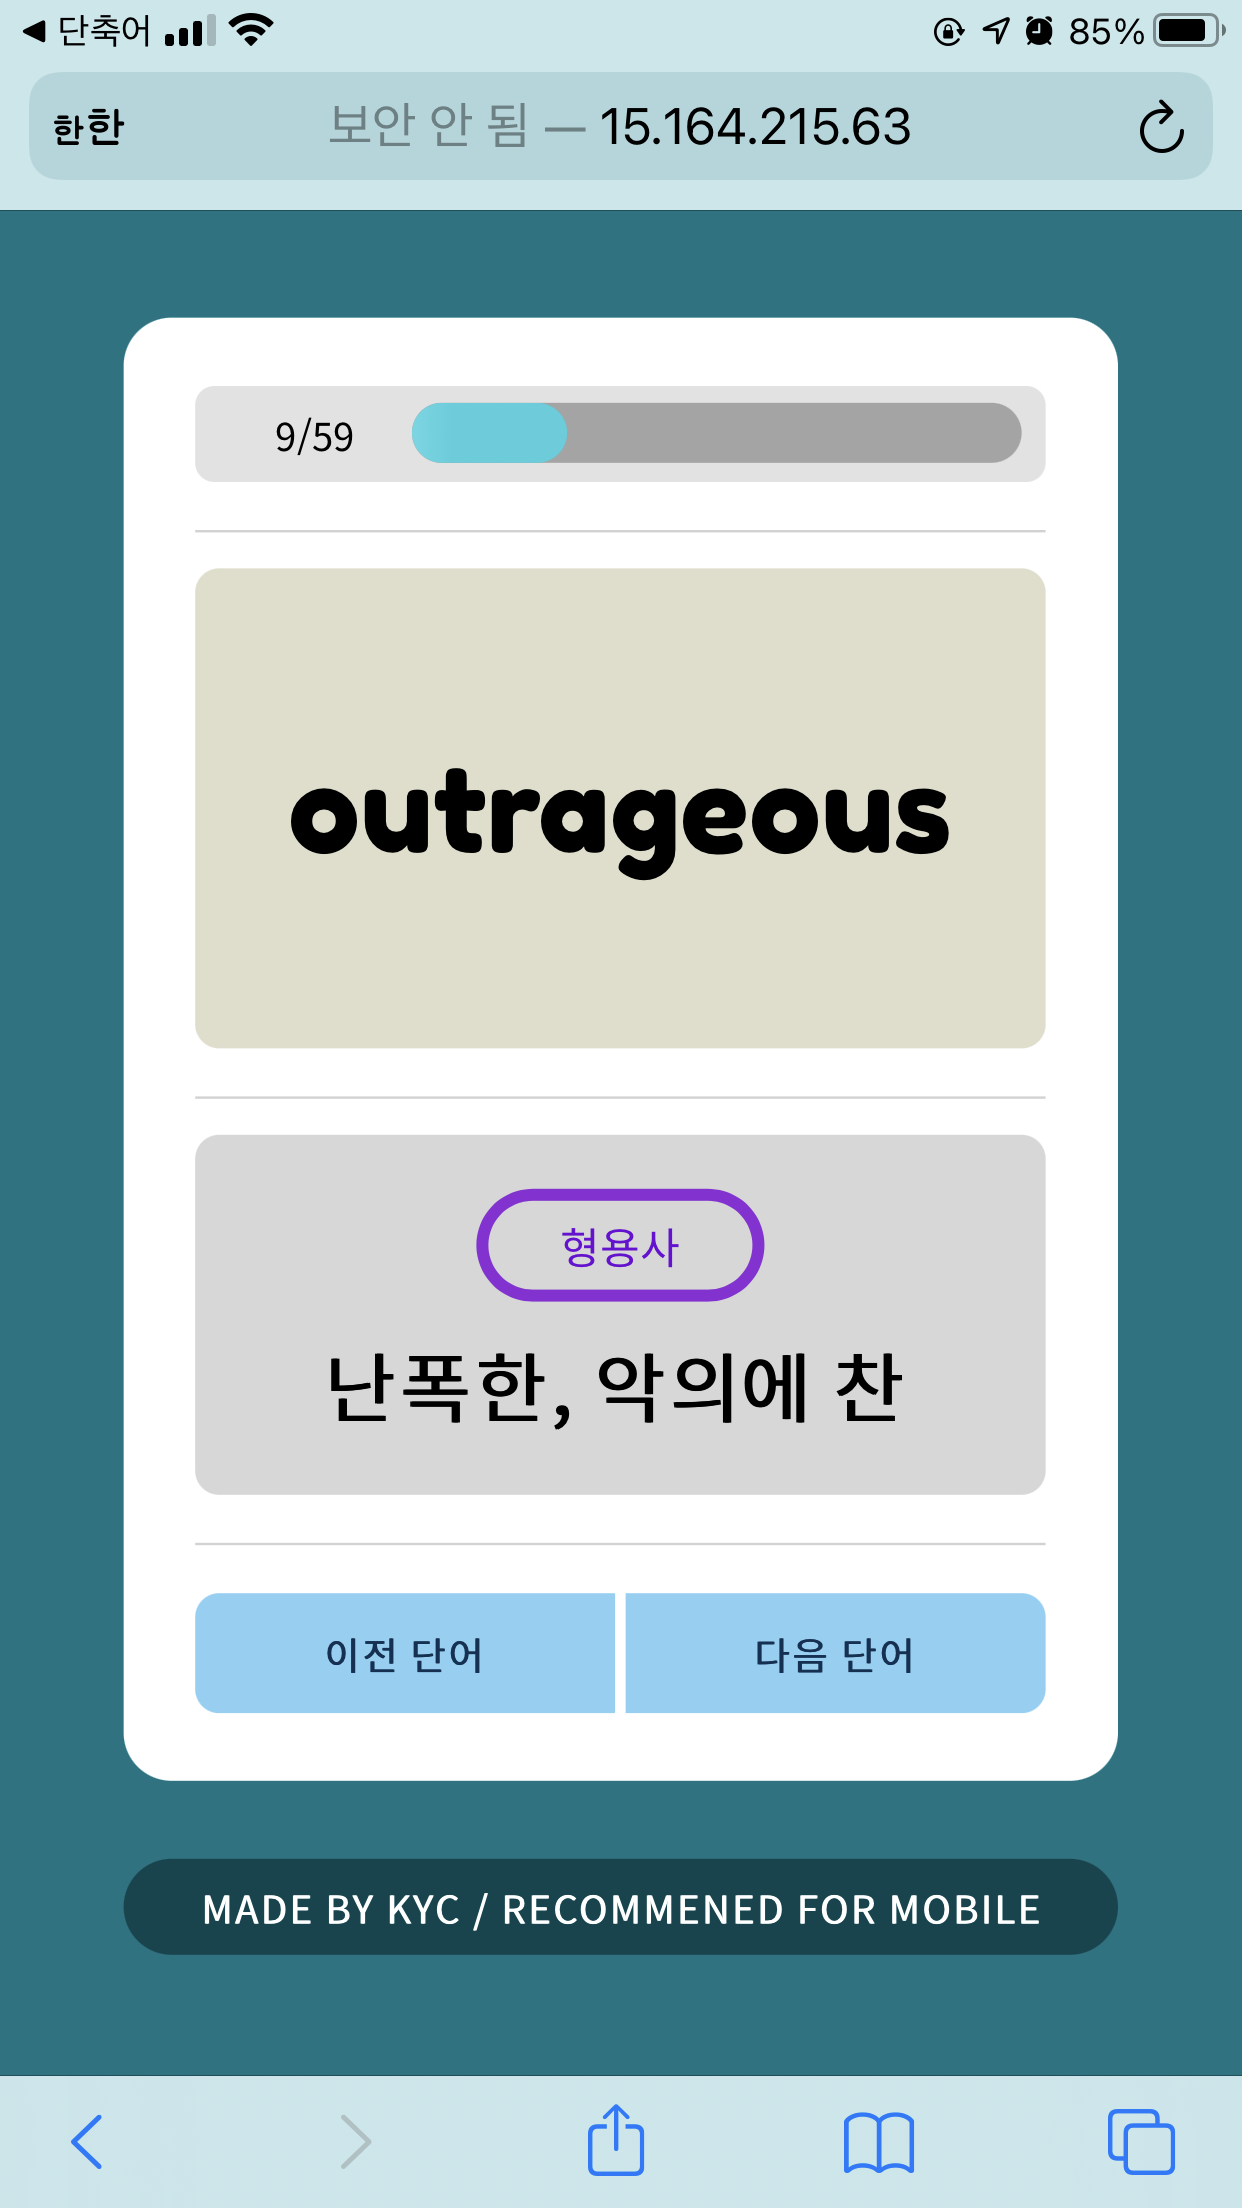 단축어 85%
한한 보안 안 됨 — 15.164.215.63
9/59
outrageous
형용사
난폭한, 악의에 찬
이전 단어 다음 단어
MADE BY KYC / RECOMMENED FOR MOBILE